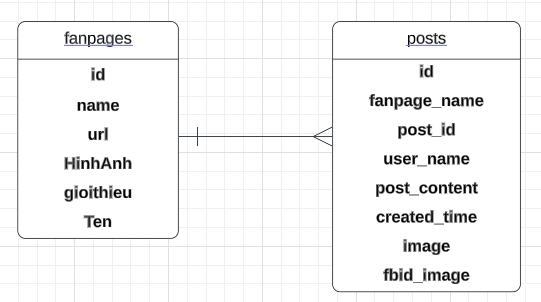 fanpages
id
name
url
HinhAnh
gioithieu
Ten
posts
id
fanpage_name
post_id
user_name
post_content
created_time
image
fbid_image